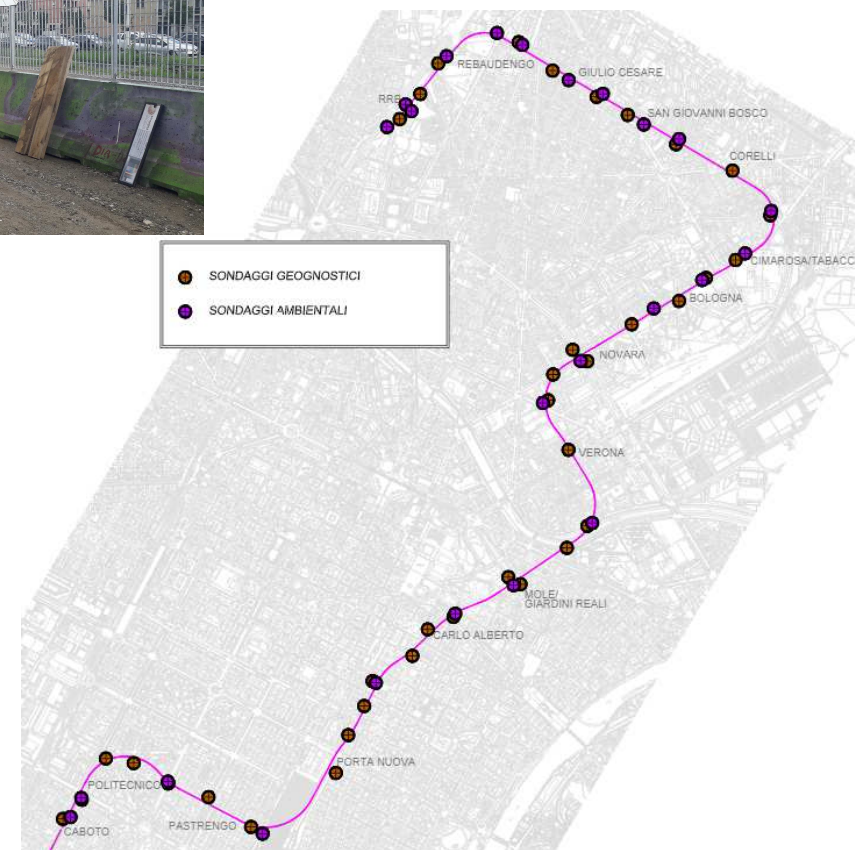 REBAUDENGO
GIULIO CESARE
SAN GIOVANNI BOSCO
CORELLI
SONDAGGI GEOGNOSTICI
SONDAGGI AMBIENTALI
CIMAROSA/TABACC
BOLOGNA
NOVARA
VERONA
MOLE/
GIARDINI REALI
CARLO ALBERTO
PORTA NUOVA
POLITECNICO
PASTRENGO
CABOTO